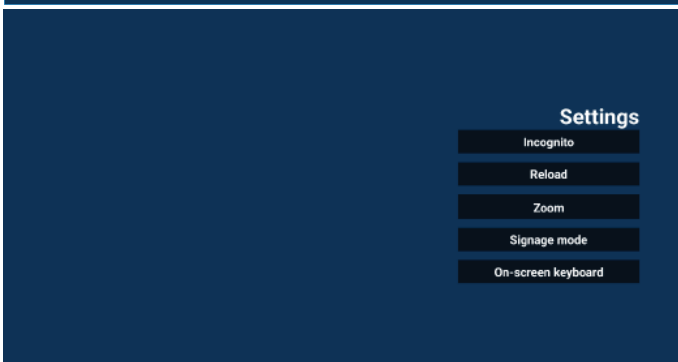 Settings
Incognito
Reload
Zoom
Signage mode
On-screen keyboard